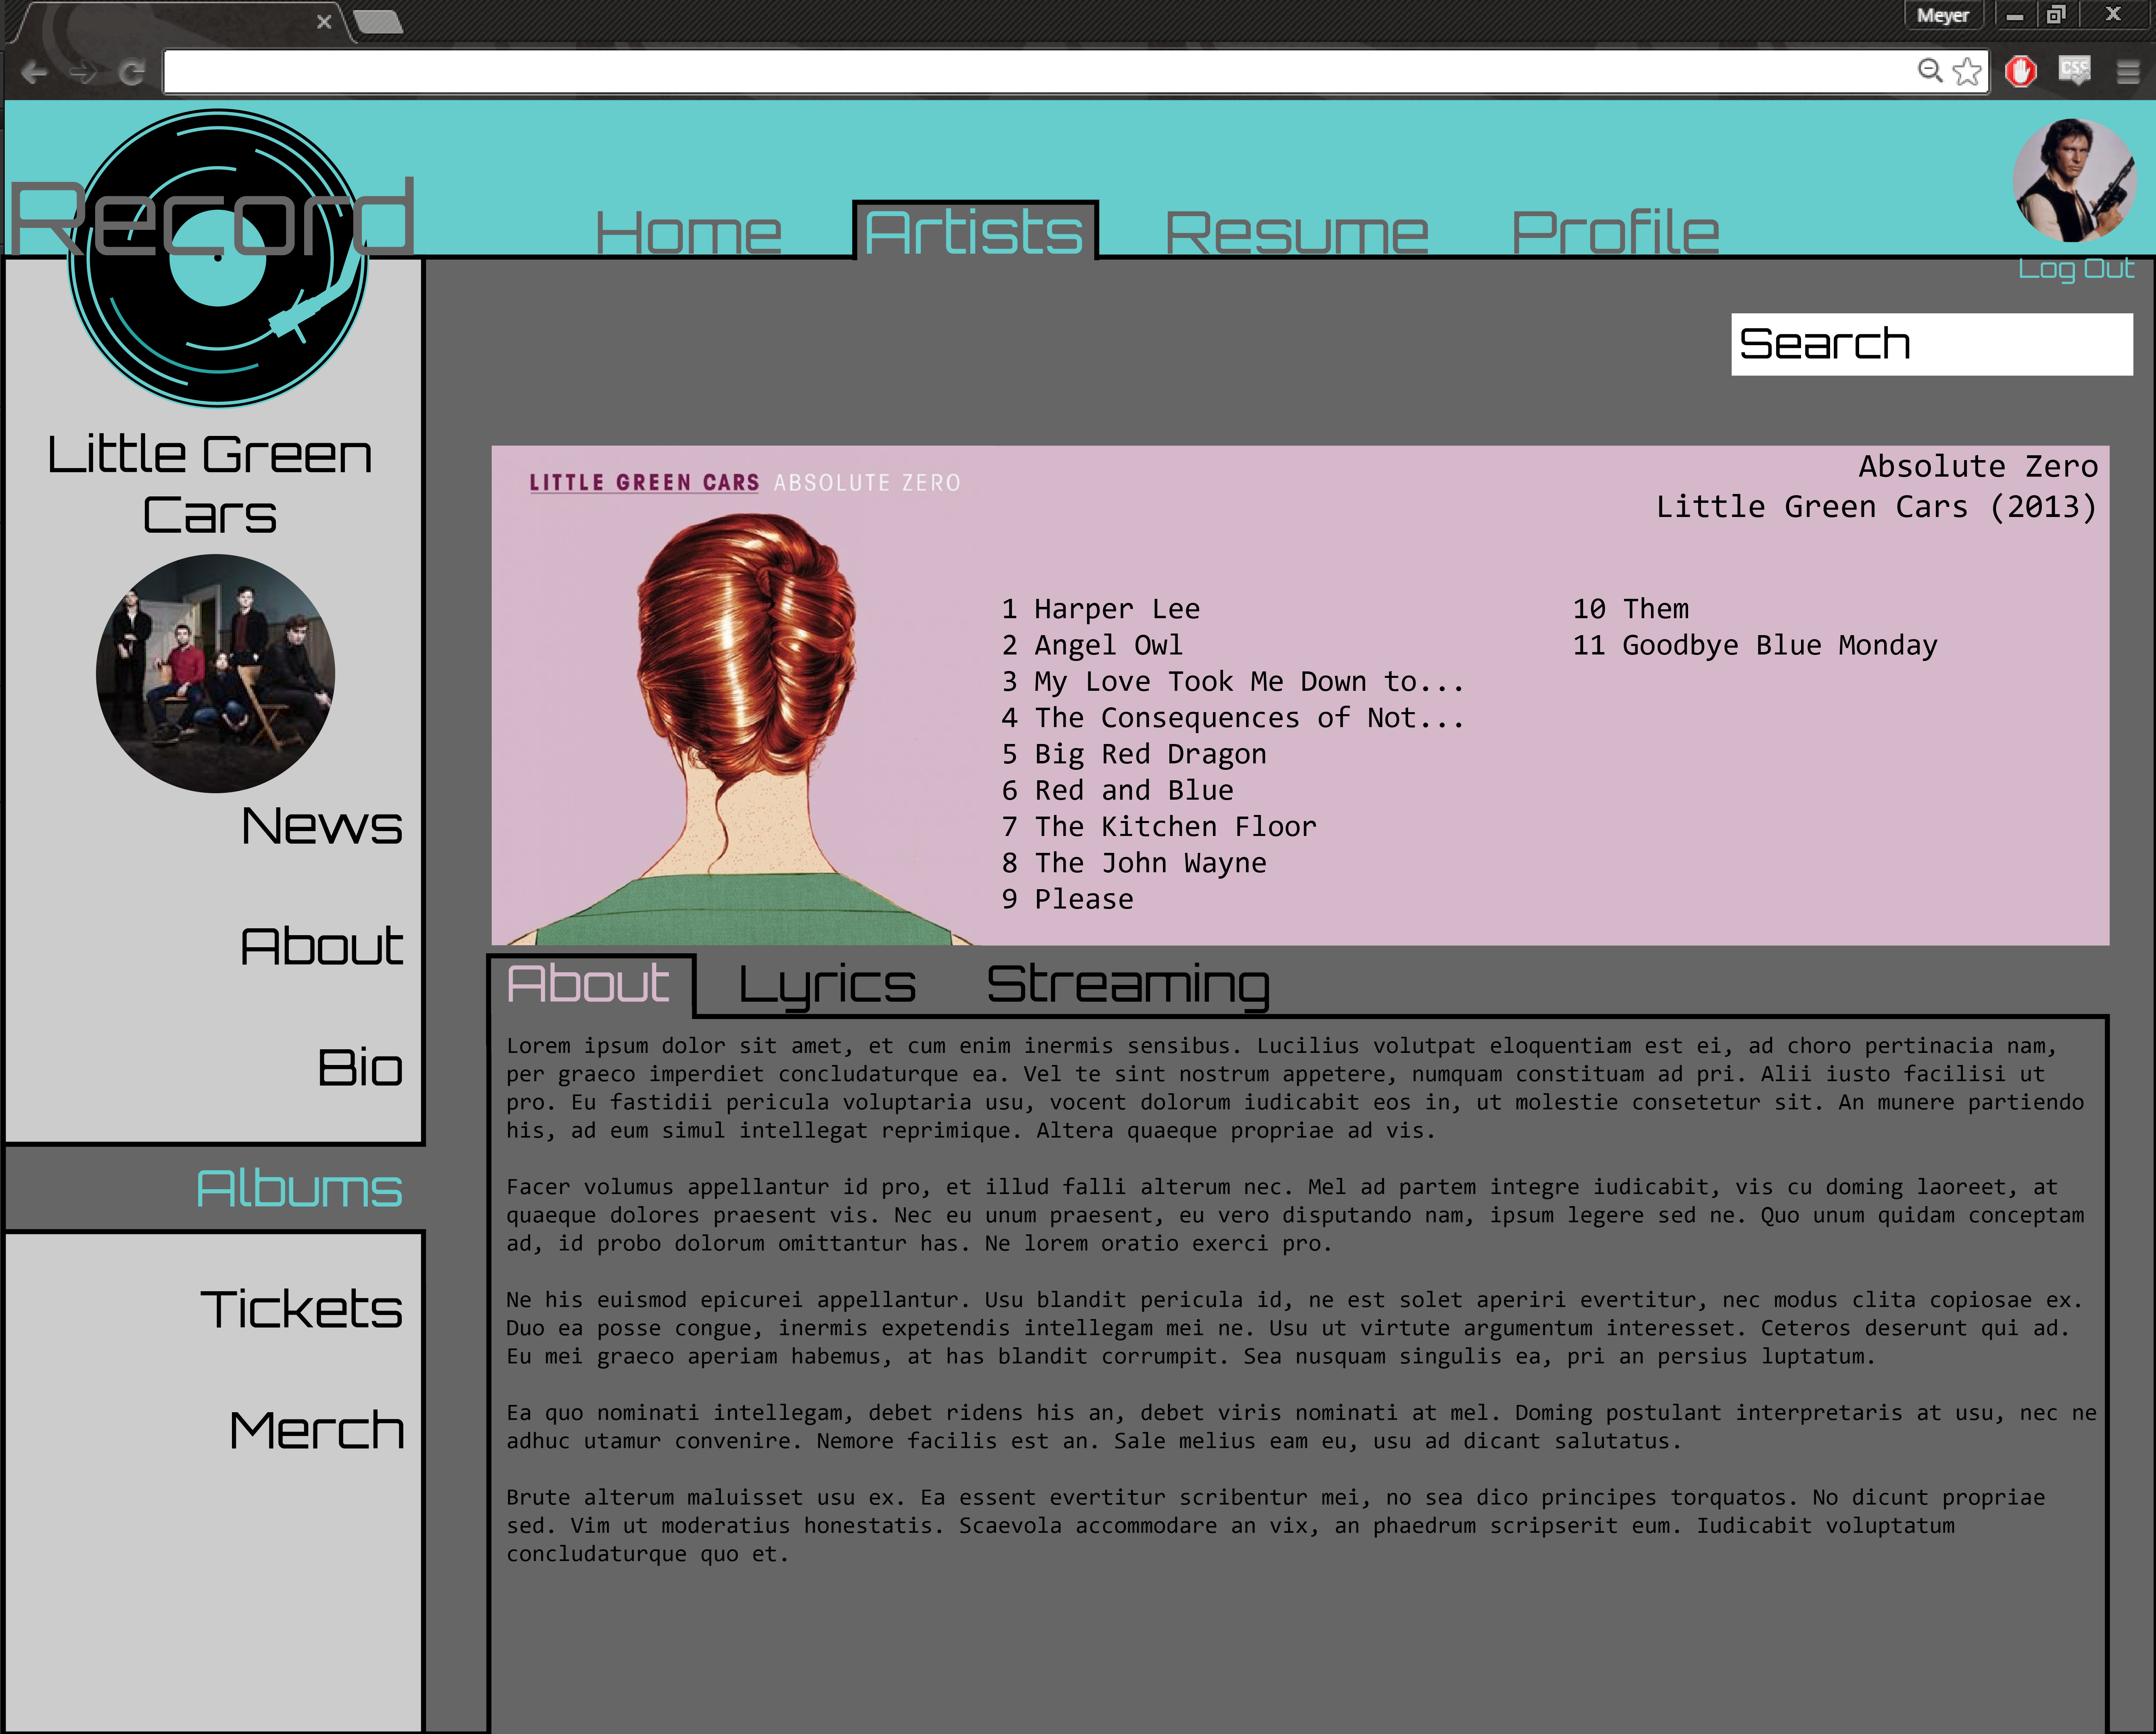 Meyer
CSS
Record
Home Artists Resume Profile
Log Out
Search
Little Green
Cars
News
About
Bio
Albums
Tickets
Merch
LITTLE GREEN CARS ABSOLUTE ZERO
Absolute Zero
Little Green Cars (2013)
1 Harper Lee
2 Angel Owl
3 My Love Took Me Down to...
4 The Consequences of Not...
5 Big Red Dragon
6 Red and Blue
7 The Kitchen Floor
8 The John Wayne
9 Please
10 Them
11 Goodbye Blue Monday
About Lyrics Streaming
Lorem ipsum dolor sit amet, et cum enim inermis sensibus. Lucilius volutpat eloquentiam est ei, ad choro pertinacia nam,
per graeco imperdiet concludaturque ea. Vel te sint nostrum appetere, numquam constituam ad pri. Alii iusto facilisi ut
pro. Eu fastidii pericula voluptaria usu, vocent dolorum iudicabit eos in, ut molestie consetetur sit. An munere partiendo
his, ad eum simul intellegat reprimique. Altera quaeque propriae ad vis.
Facer volumus appellantur id pro, et illud falli alterum nec. Mel ad partem integre iudicabit, vis cu doming laoreet, at
quaeque dolores praesent vis. Nec eu unum praesent, eu vero disputando nam, ipsum legere sed ne. Quo unum quidam conceptam
ad, id probo dolorum omittantur has. Ne lorem oratio exerci pro.
Ne his euismod epicurei appellantur. Usu blandit pericula id, ne est solet aperiri evertitur, nec modus clita copiosae ex.
Duo ea posse congue, inermis expetendis intellegam mei ne. Usu ut virtute argumentum interesset. Ceteros deserunt qui ad.
Eu mei graeco aperiam habemus, at has blandit corrumpit. Sea nusquam singulis ea, pri an persius luptatum.
Ea quo nominati intellegam, debet ridens his an, debet viris nominati at mel. Doming postulant interpretaris at usu, nec ne
adhuc utamur convenire. Nemore facilis est an. Sale melius eam eu, usu ad dicant salutatus.
Brute alterum maluisset usu ex. Ea essent evertitur scribentur mei, no sea dico principes torquatos. No dicunt propriae
sed. Vim ut moderatius honestatis. Scaevola accommodare an vix, an phaedrum scripserit eum. Iudicabit voluptatum
concludaturque quo et.